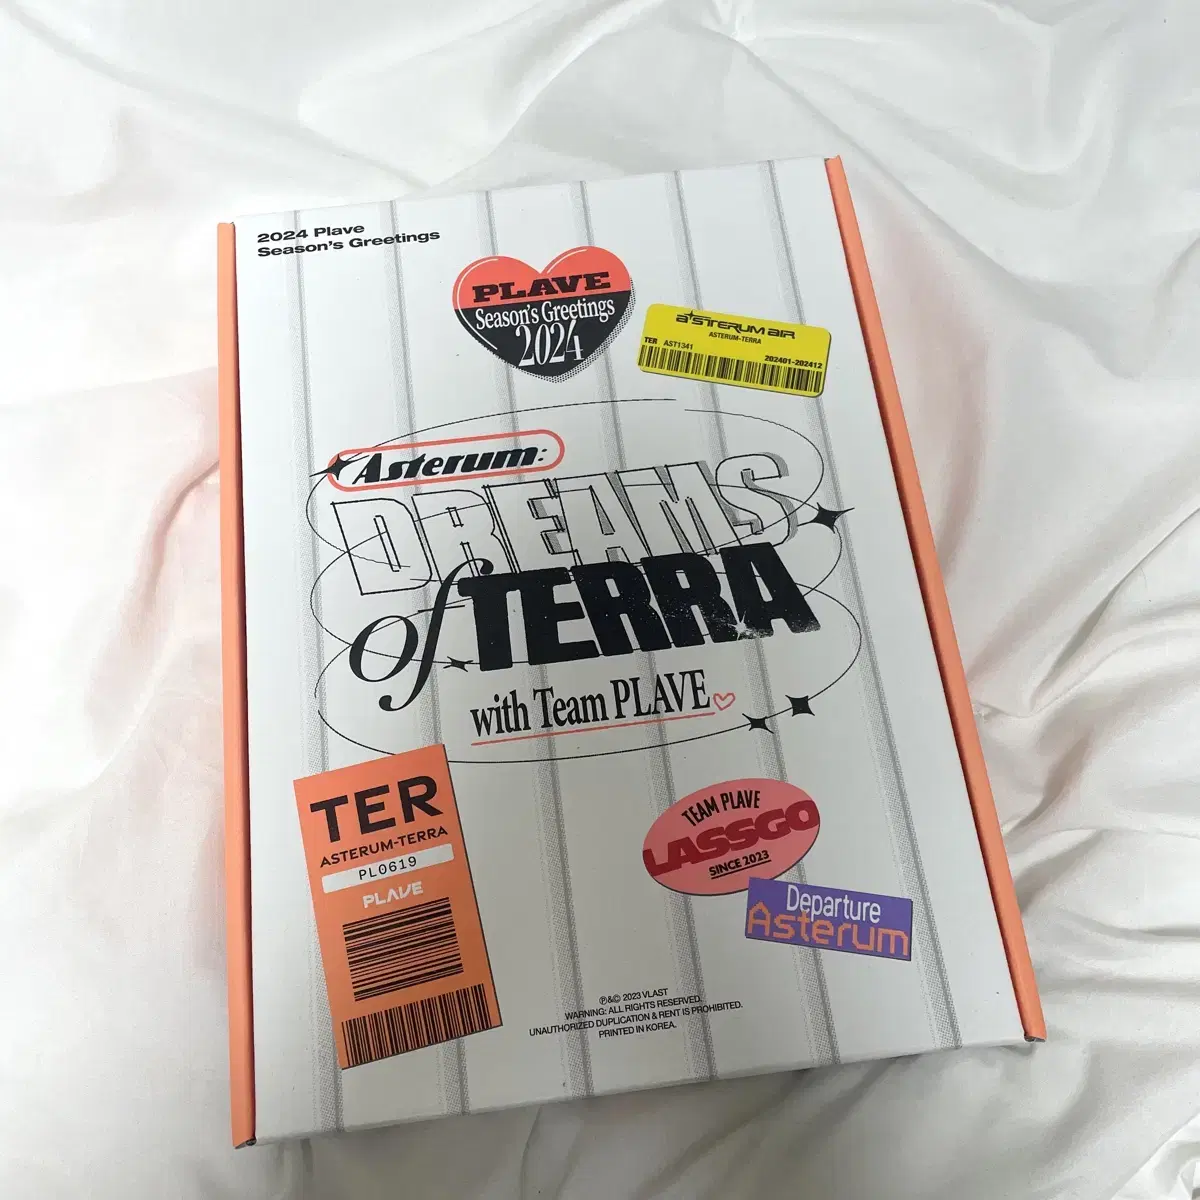 2024 Plave
Season's Greetings
PLAVE
Season's Greetings
2024
asterum air
ASTERUM-TERRA
TER AST1341
202401-202412
Asterum:
DREAMS
of TERRA
with Team PLAVE
TER
ASTERUM-TERRA
PL0619
PLAVE
TEAM PLAVE
LASSGO
SINCE 2023
Departure
Asterum
℗&© 2023 VLAST
WARNING: ALL RIGHTS RESERVED.
UNAUTHORIZED DUPLICATION & RENT IS PROHIBITED.
PRINTED IN KOREA.